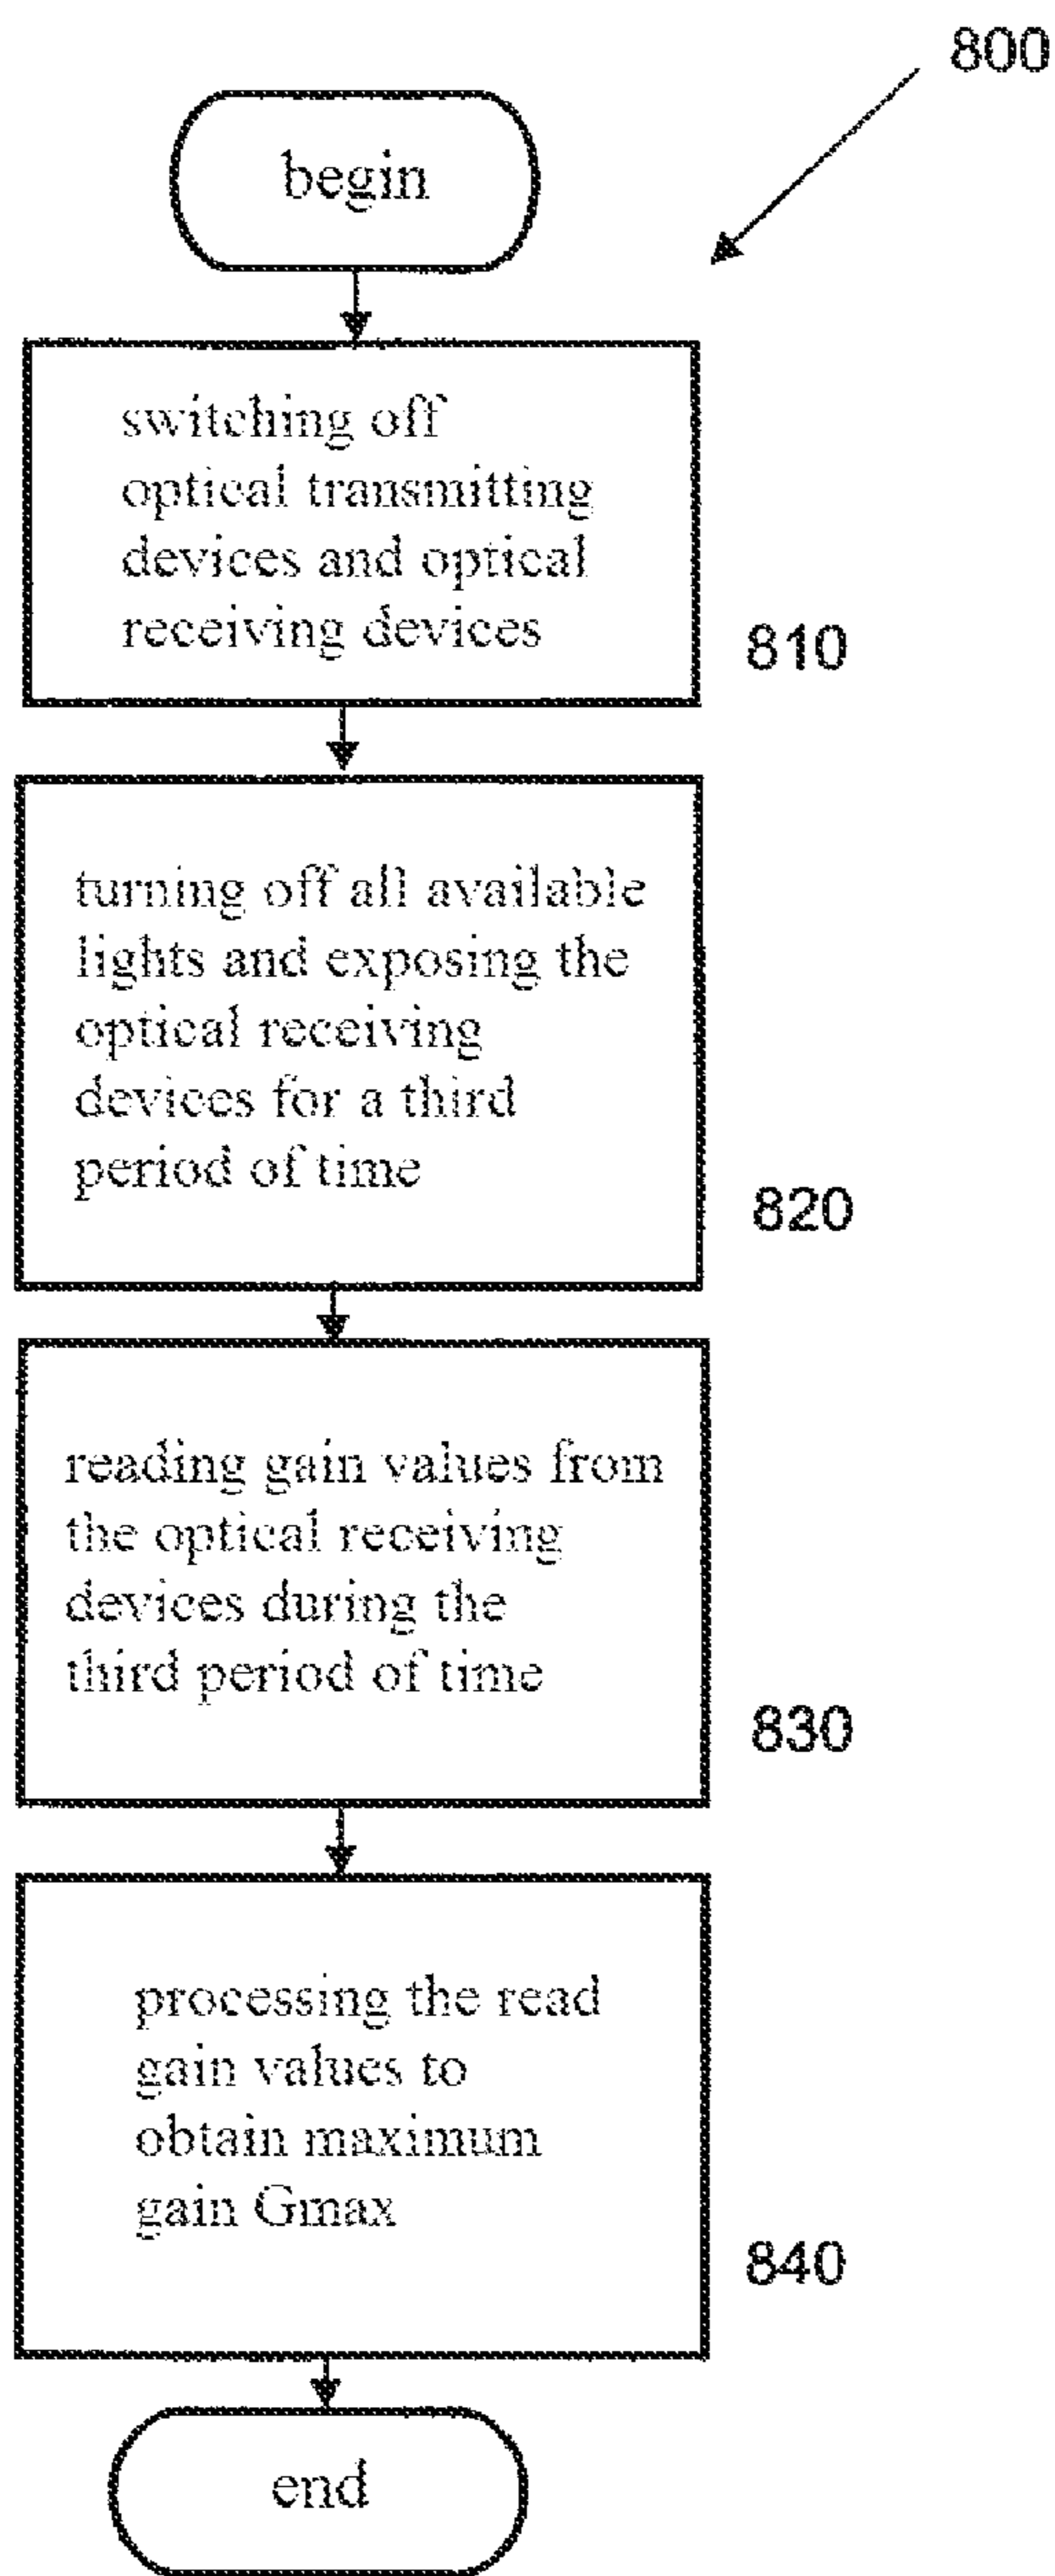 800
begin
switching off
optical transmitting
devices and optical
receiving devices
810
turning off all available
lights and exposing the
optical receiving
devices for a third
period of time
820
reading gain values from
the optical receiving
devices during the
third period of time
830
processing the read
gain values to
obtain maximum
gain Gmax
840
end